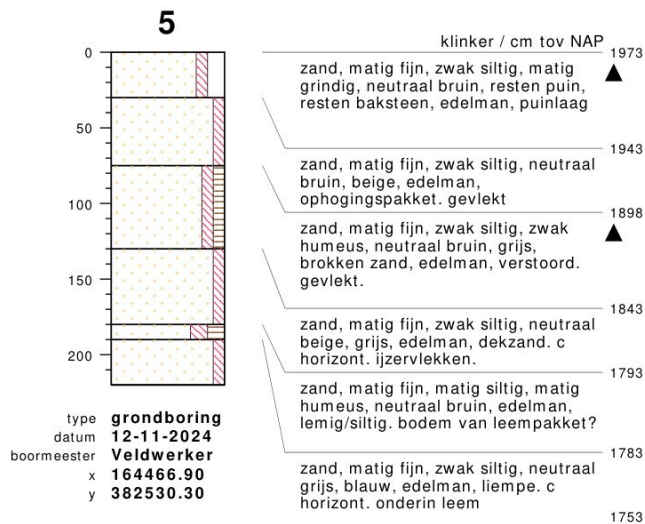 5
klinker / cm tov NAP
0
1973
zand, matig fijn, zwak siltig, matig
grindig, neutraal bruin, resten puin,
resten baksteen, edelman, puinlaag
50
1943
zand, matig fijn, zwak siltig, neutraal
bruin, beige, edelman,
ophogingspakket. gevlekt
100
1898
zand, matig fijn, zwak siltig, zwak
humeus, neutraal bruin, grijs,
brokken zand, edelman, verstoord.
gevlekt.
150
1843
zand, matig fijn, zwak siltig, neutraal
beige, grijs, edelman, dekzand. c
horizont. ijzervlekken.
200
1793
zand, matig fijn, matig siltig, matig
humeus, neutraal bruin, edelman,
lemig/siltig. bodem van leempakket?
1783
zand, matig fijn, zwak siltig, neutraal
grijs, blauw, edelman, liempe. c
horizont. onderin leem
1753
type grondboring
datum 12-11-2024
boormeester Veldwerker
x 164466.90
y 382530.30